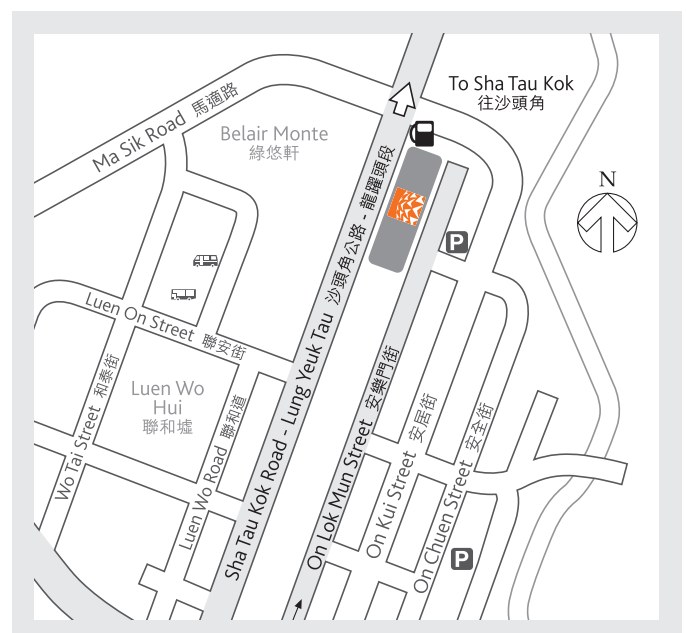 To Sha Tau Kok
往沙頭角
Ma Sik Road 馬適路
Belair Monte
綠悠軒
N
P
Sha Tau Kok Road - Lung Yeuk Tau 沙頭角公路 - 龍躍頭段
Luen On Street 聯安街
Luen Wo
Hui
聯和墟
Wo Tai Street 和泰街
Luen Wo Road 聯和道
On Lok Mun Street 安樂門街
On Kui Street 安居街
On Chuen Street 安全街
P